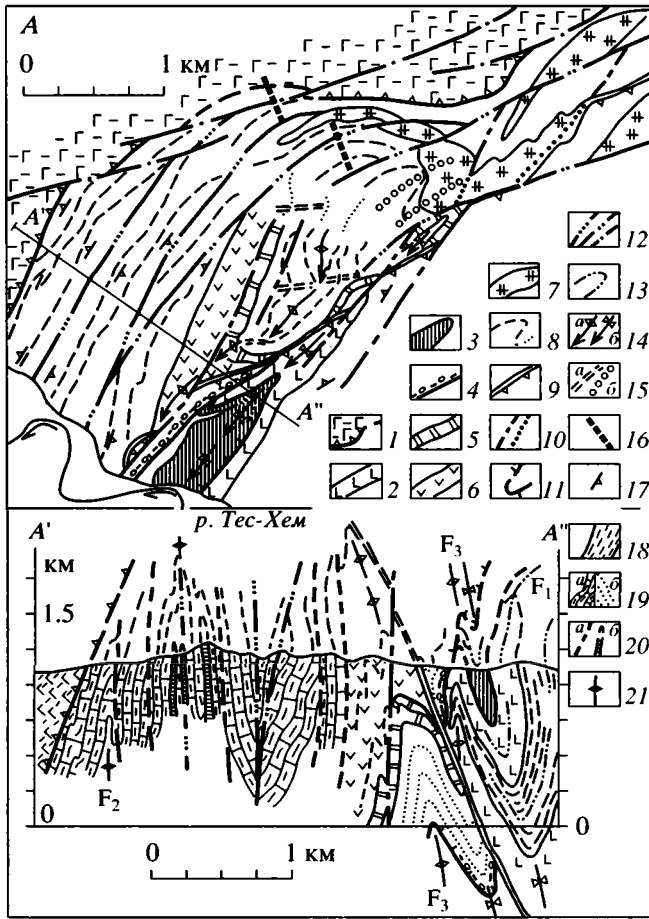 А
0 1 км
А'
А"
12
7 13
3 8 а б 14
4 9 а б 15
1 5 10 16
2 6 11 17
р. Тес-Хем
А' А"
км
1.5
0
F₃
F₁
F₂
F₃
0
18
а б 19
а б 20
21
0 1 км